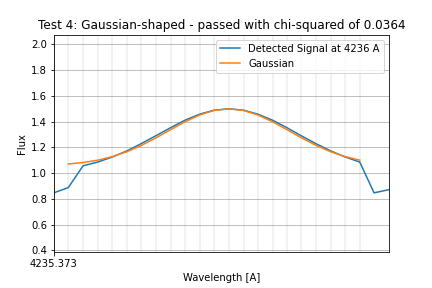 Test 4: Gaussian-shaped - passed with chi-squared of 0.0364
2.0
1.8
1.6
1.4
1.2
1.0
0.8
0.6
0.4
Flux
Detected Signal at 4236 A
Gaussian
4235.373
Wavelength [A]